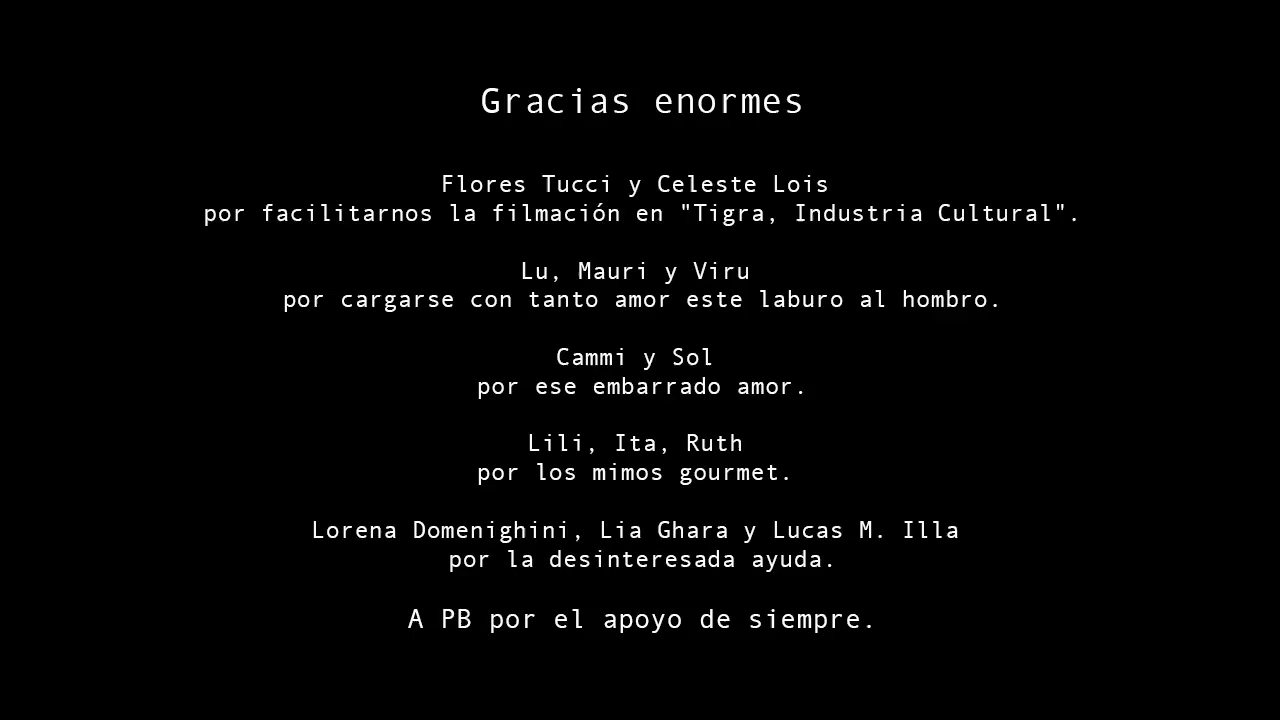 Gracias enormes
Flores Tucci y Celeste Lois
por facilitarnos la filmación en "Tigra, Industria Cultural".
Lu, Mauri y Viru
por cargarse con tanto amor este laburo al hombro.
Cammi y Sol
por ese embarrado amor.
Lili, Ita, Ruth
por los mimos gourmet.
Lorena Domenighini, Lia Ghara y Lucas M. Illa
por la desinteresada ayuda.
A PB por el apoyo de siempre.